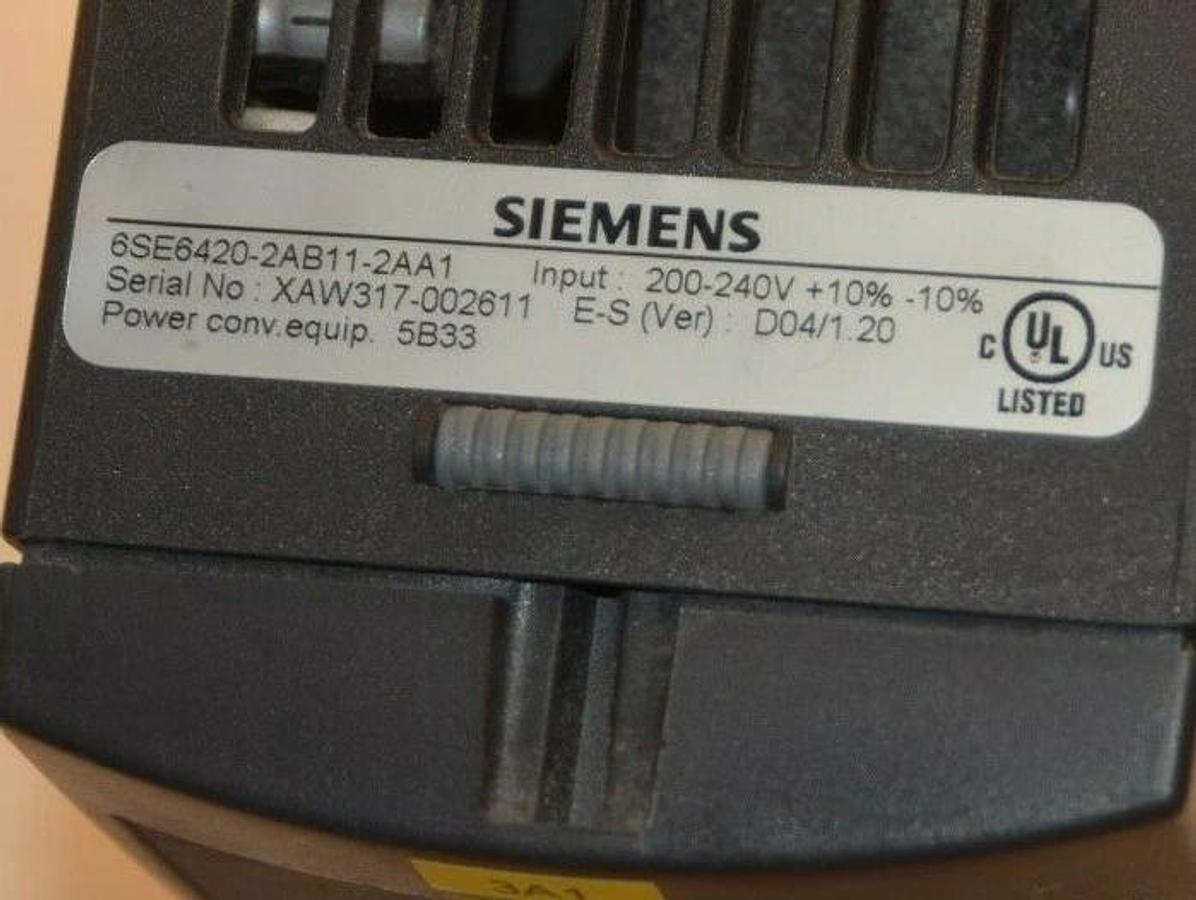 SIEMENS
6SE6420-2AB11-2AA1 Input : 200-240V +10% -10%
Serial No : XAW317-002611 E-S (Ver) : D04/1.20
Power conv.equip. 5B33
C UL US
LISTED
3A1